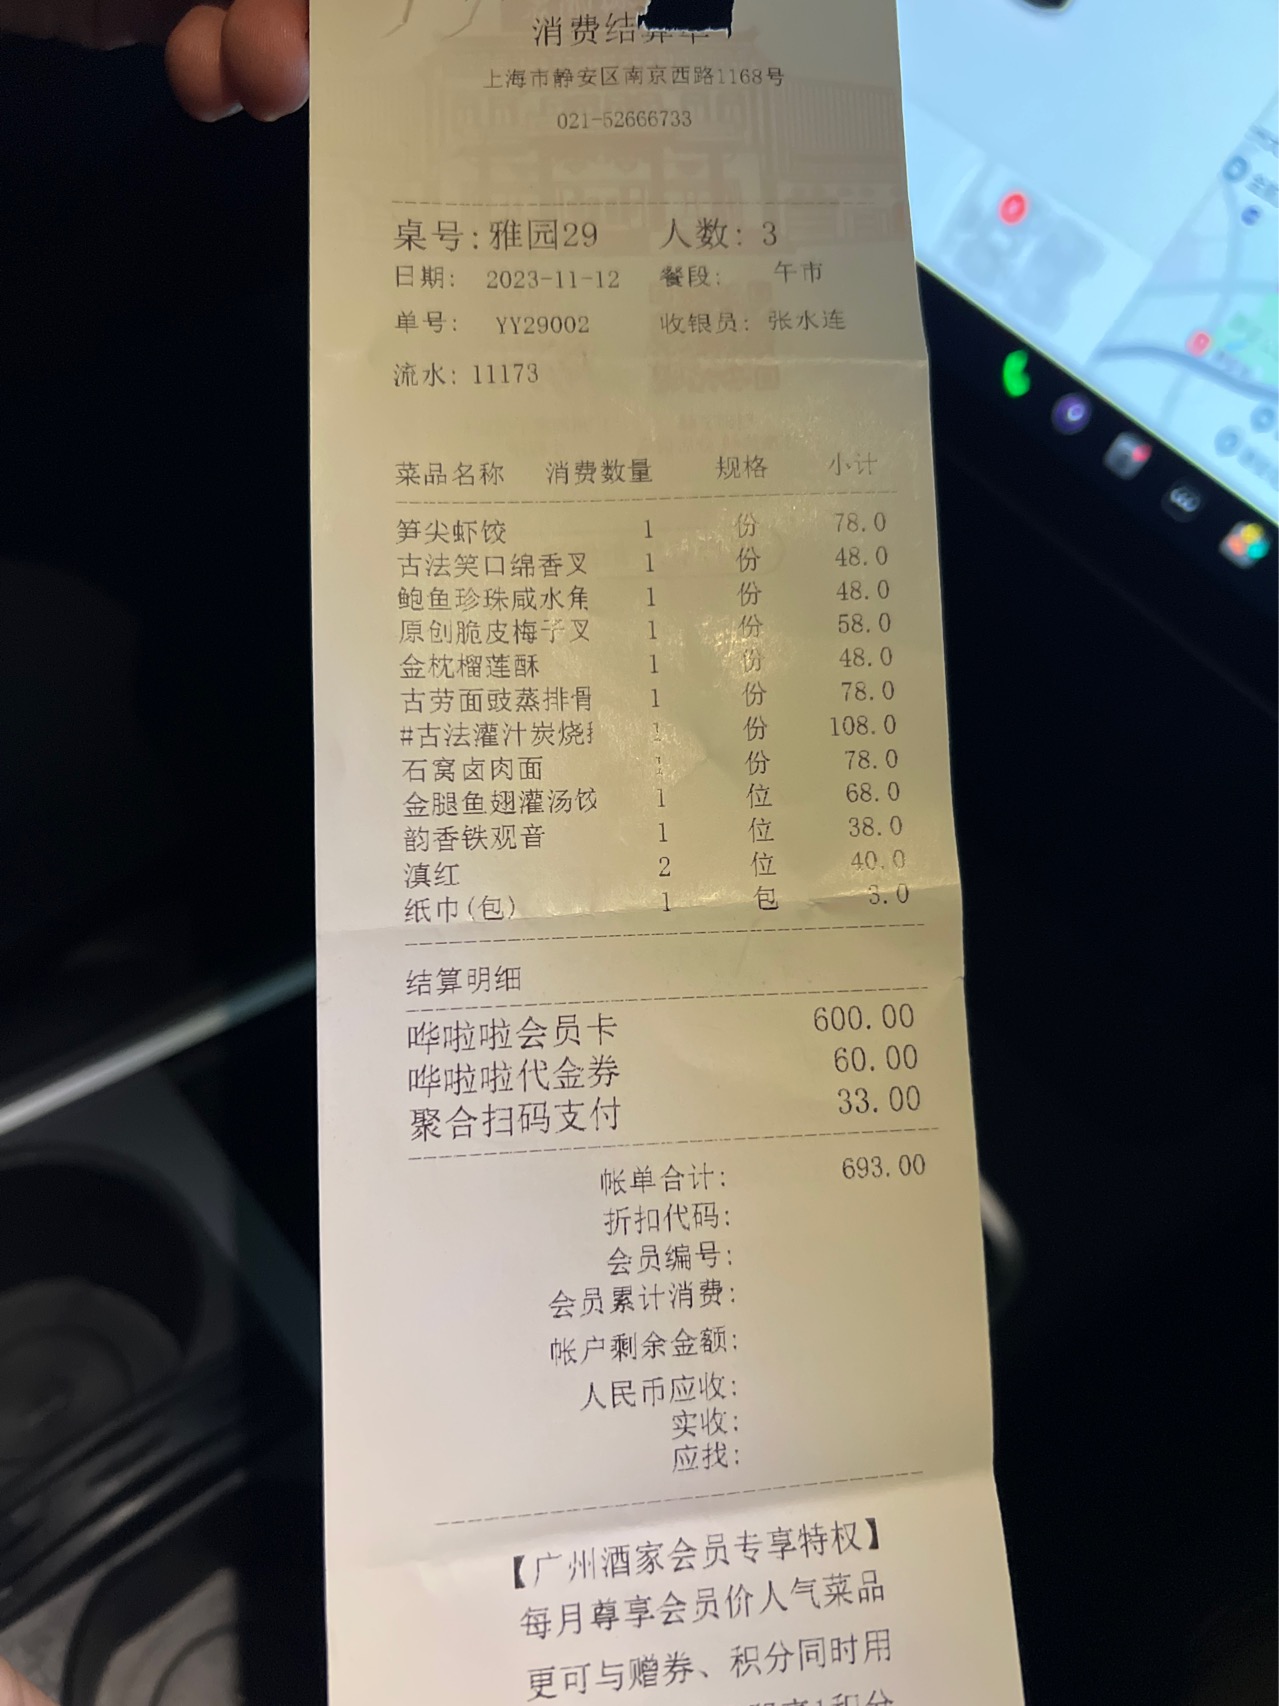 消费结算单
上海市静安区南京西路1168号
021-52666733
桌号:雅园29 人数: 3
日期: 2023-11-12 餐段: 午市
单号: YY29002 收银员: 张水连
流水: 11173
菜品名称 消费数量 规格 小计
笋尖虾饺 1 份 78.0
古法笑口绵香叉 1 份 48.0
鲍鱼珍珠咸水角 1 份 48.0
原创脆皮梅子叉 1 份 58.0
金枕榴莲酥 1 份 48.0
古劳面豉蒸排骨 1 份 78.0
#古法灌汁炭烧 1 份 108.0
石窝卤肉面 1 份 78.0
金腿鱼翅灌汤饺 1 位 68.0
韵香铁观音 1 位 38.0
滇红 2 位 40.0
纸巾(包) 1 包 3.0
结算明细
哗啦啦会员卡 600.00
哗啦啦代金券 60.00
聚合扫码支付 33.00
帐单合计: 693.00
折扣代码:
会员编号:
会员累计消费:
帐户剩余金额:
人民币应收:
实收:
应找:
【广州酒家会员专享特权】
每月尊享会员价人气菜品
更可与赠券、积分同时用